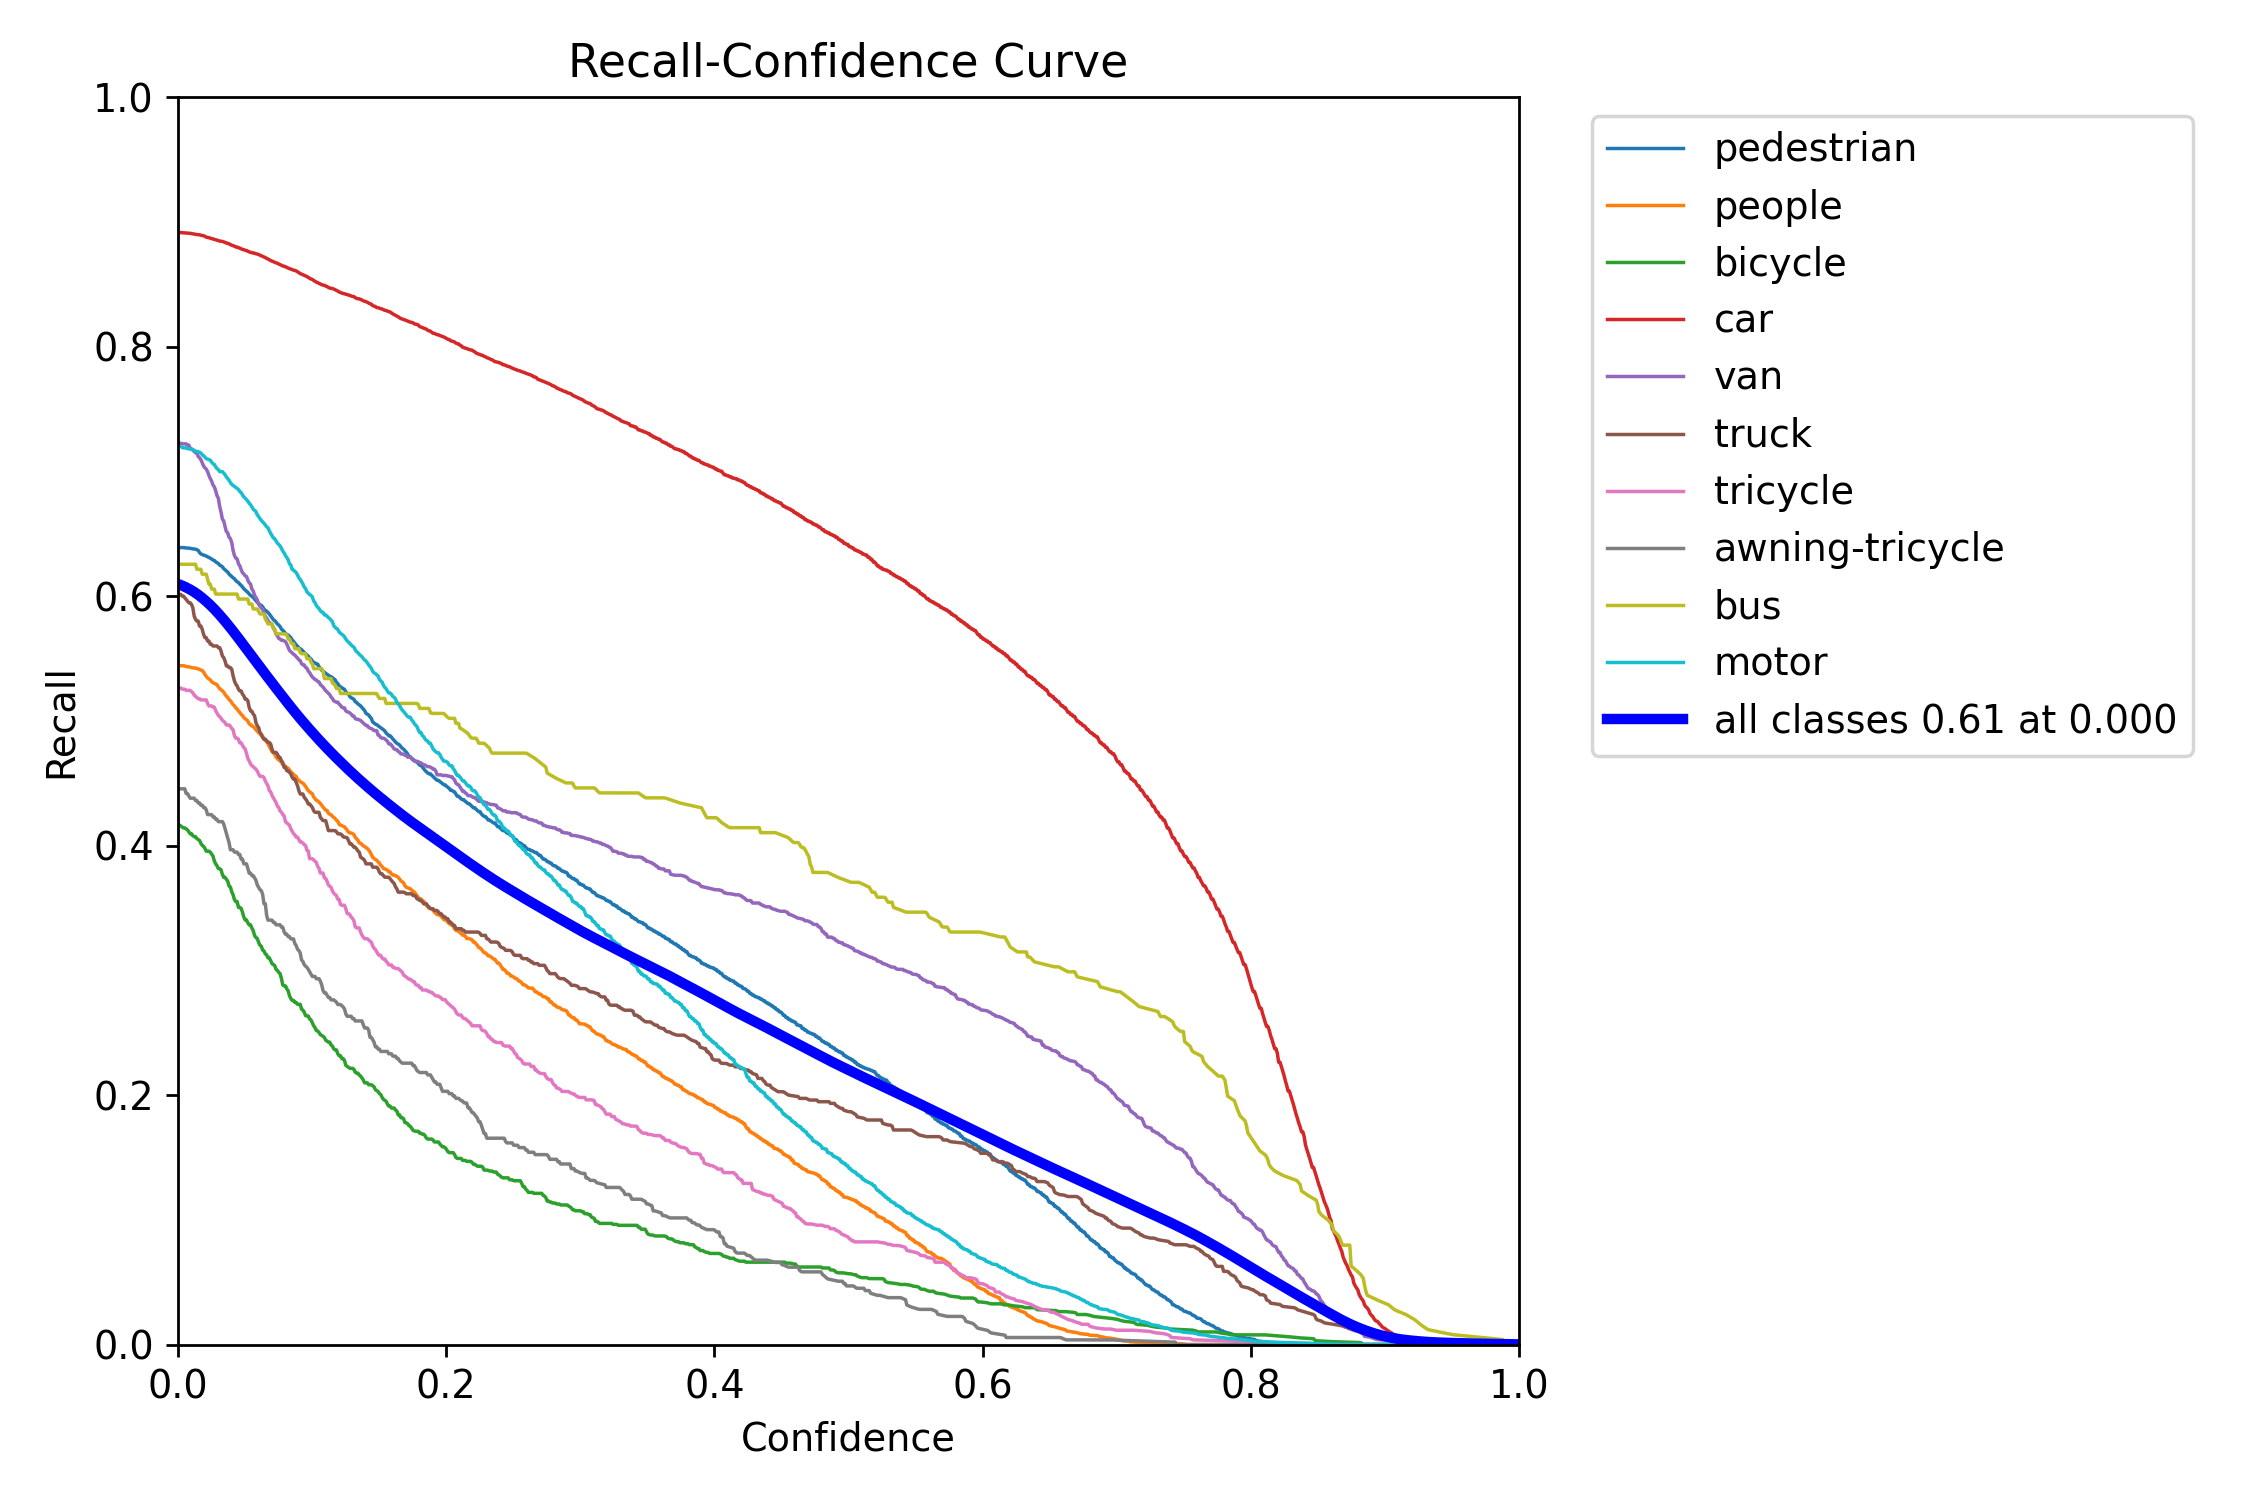 Recall-Confidence Curve
1.0
0.8
0.6
0.4
0.2
0.0
Recall
0.0 0.2 0.4 0.6 0.8 1.0
Confidence
pedestrian
people
bicycle
car
van
truck
tricycle
awning-tricycle
bus
motor
all classes 0.61 at 0.000